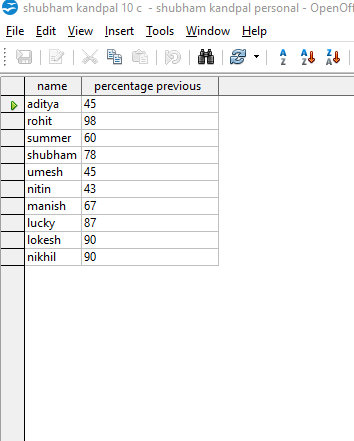 shubham kandpal 10 c - shubham kandpal personal - OpenOff
File Edit View Insert Tools Window Help
name percentage previous
aditya 45
rohit 98
summer 60
shubham 78
umesh 45
nitin 43
manish 67
lucky 87
lokesh 90
nikhil 90